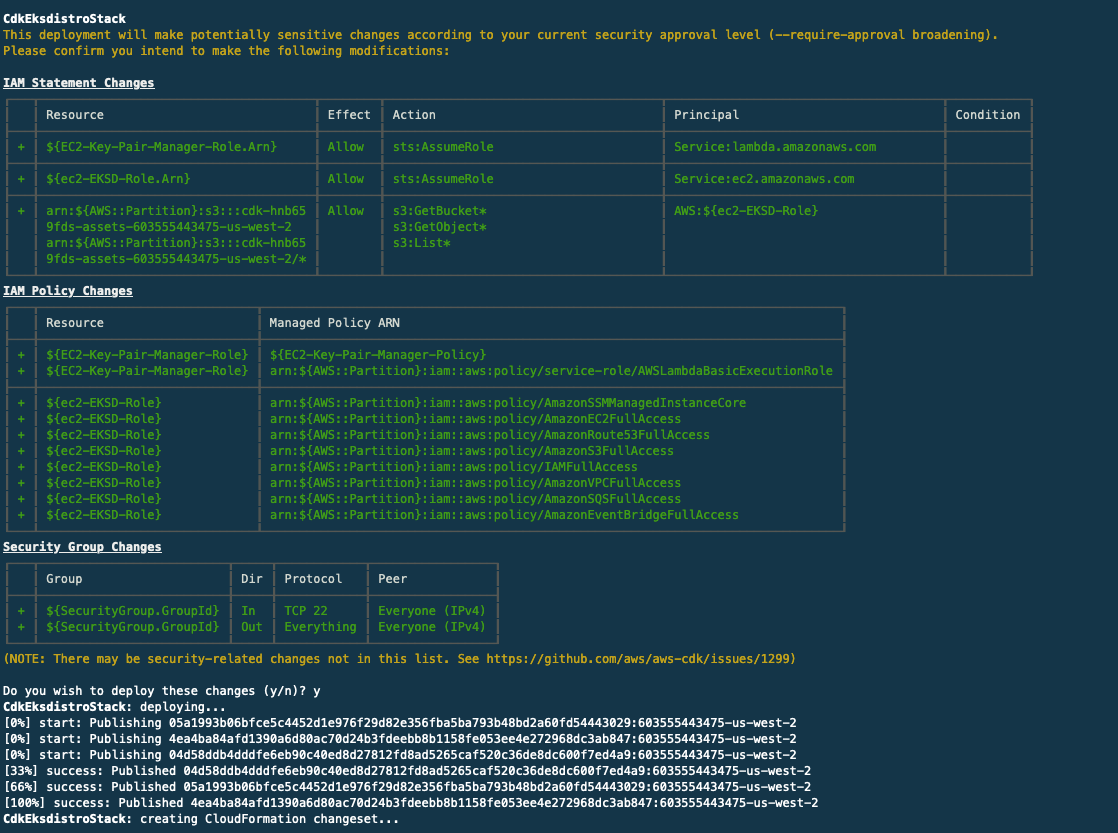 CdkEksdistroStack
This deployment will make potentially sensitive changes according to your current security approval level (--require-approval broadening).
Please confirm you intend to make the following modifications:
IAM Statement Changes
Resource Effect Action Principal Condition
+ ${EC2-Key-Pair-Manager-Role.Arn} Allow sts:AssumeRole Service:lambda.amazonaws.com
+ ${ec2-EKSD-Role.Arn} Allow sts:AssumeRole Service:ec2.amazonaws.com
+ arn:${AWS::Partition}:s3:::cdk-hnb65 Allow s3:GetBucket* AWS:${ec2-EKSD-Role}
9fds-assets-603555443475-us-west-2 s3:GetObject*
arn:${AWS::Partition}:s3:::cdk-hnb65 s3:List*
9fds-assets-603555443475-us-west-2/*
IAM Policy Changes
Resource Managed Policy ARN
+ ${EC2-Key-Pair-Manager-Role} ${EC2-Key-Pair-Manager-Policy}
+ ${EC2-Key-Pair-Manager-Role} arn:${AWS::Partition}:iam::aws:policy/service-role/AWSLambdaBasicExecutionRole
+ ${ec2-EKSD-Role} arn:${AWS::Partition}:iam::aws:policy/AmazonSSMManagedInstanceCore
+ ${ec2-EKSD-Role} arn:${AWS::Partition}:iam::aws:policy/AmazonEC2FullAccess
+ ${ec2-EKSD-Role} arn:${AWS::Partition}:iam::aws:policy/AmazonRoute53FullAccess
+ ${ec2-EKSD-Role} arn:${AWS::Partition}:iam::aws:policy/AmazonS3FullAccess
+ ${ec2-EKSD-Role} arn:${AWS::Partition}:iam::aws:policy/IAMFullAccess
+ ${ec2-EKSD-Role} arn:${AWS::Partition}:iam::aws:policy/AmazonVPCFullAccess
+ ${ec2-EKSD-Role} arn:${AWS::Partition}:iam::aws:policy/AmazonSQSFullAccess
+ ${ec2-EKSD-Role} arn:${AWS::Partition}:iam::aws:policy/AmazonEventBridgeFullAccess
Security Group Changes
Group Dir Protocol Peer
+ ${SecurityGroup.GroupId} In TCP 22 Everyone (IPv4)
+ ${SecurityGroup.GroupId} Out Everything Everyone (IPv4)
(NOTE: There may be security-related changes not in this list. See https://github.com/aws/aws-cdk/issues/1299)
Do you wish to deploy these changes (y/n)? y
CdkEksdistroStack: deploying...
[0%] start: Publishing 05a1993b06bfce5c4452d1e976f29d82e356fba5ba793b48bd2a60fd54443029:603555443475-us-west-2
[0%] start: Publishing 4ea4ba84afd1390a6d80ac70d24b3fdeebb8b1158fe053ee4e272968dc3ab847:603555443475-us-west-2
[0%] start: Publishing 04d58ddb4dddfe6eb90c40ed8d27812fd8ad5265caf520c36de8dc600f7ed4a9:603555443475-us-west-2
[33%] success: Published 04d58ddb4dddfe6eb90c40ed8d27812fd8ad5265caf520c36de8dc600f7ed4a9:603555443475-us-west-2
[66%] success: Published 05a1993b06bfce5c4452d1e976f29d82e356fba5ba793b48bd2a60fd54443029:603555443475-us-west-2
[100%] success: Published 4ea4ba84afd1390a6d80ac70d24b3fdeebb8b1158fe053ee4e272968dc3ab847:603555443475-us-west-2
CdkEksdistroStack: creating CloudFormation changeset...